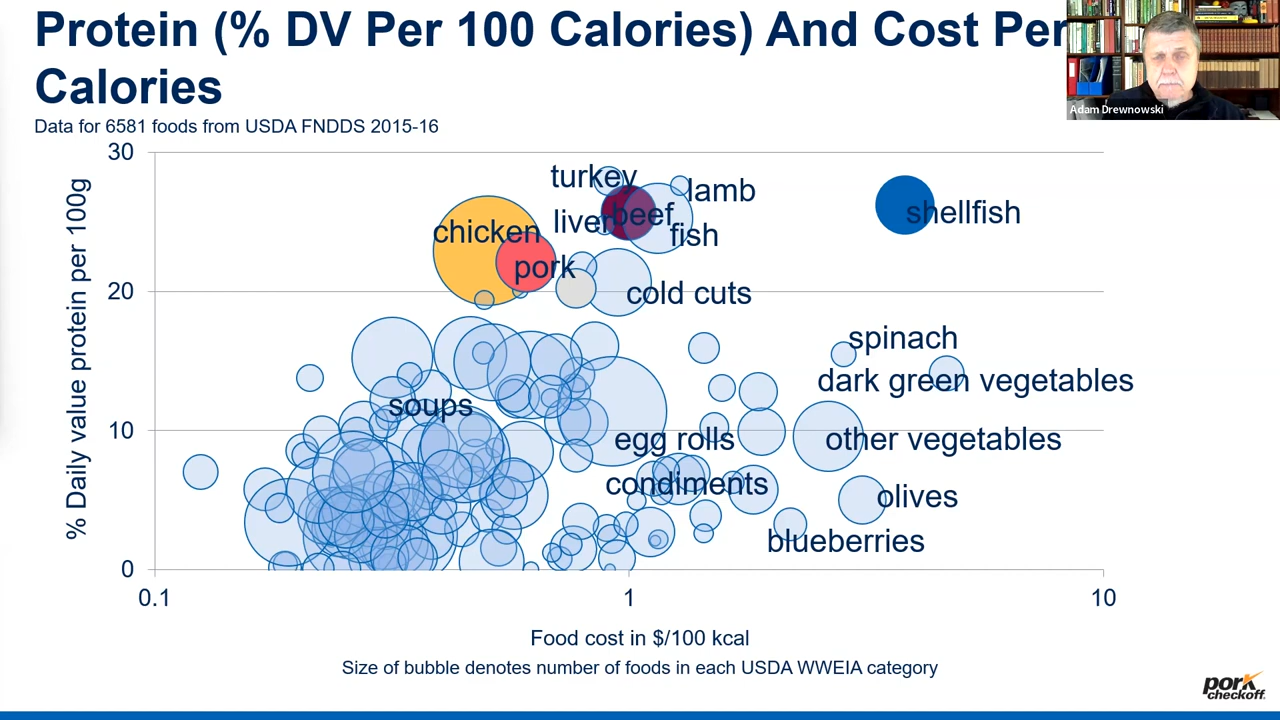 Protein (% DV Per 100 Calories) And Cost Per
Calories
Data for 6581 foods from USDA FNDDS 2015-16
Adam Drewnowski
% Daily value protein per 100g
30
20
10
0
turkey
lamb
liver
beef
shellfish
chicken
fish
pork
cold cuts
spinach
dark green vegetables
soups
egg rolls
other vegetables
condiments
olives
blueberries
0.1
1
10
Food cost in $/100 kcal
Size of bubble denotes number of foods in each USDA WWEIA category
pork
checkoff